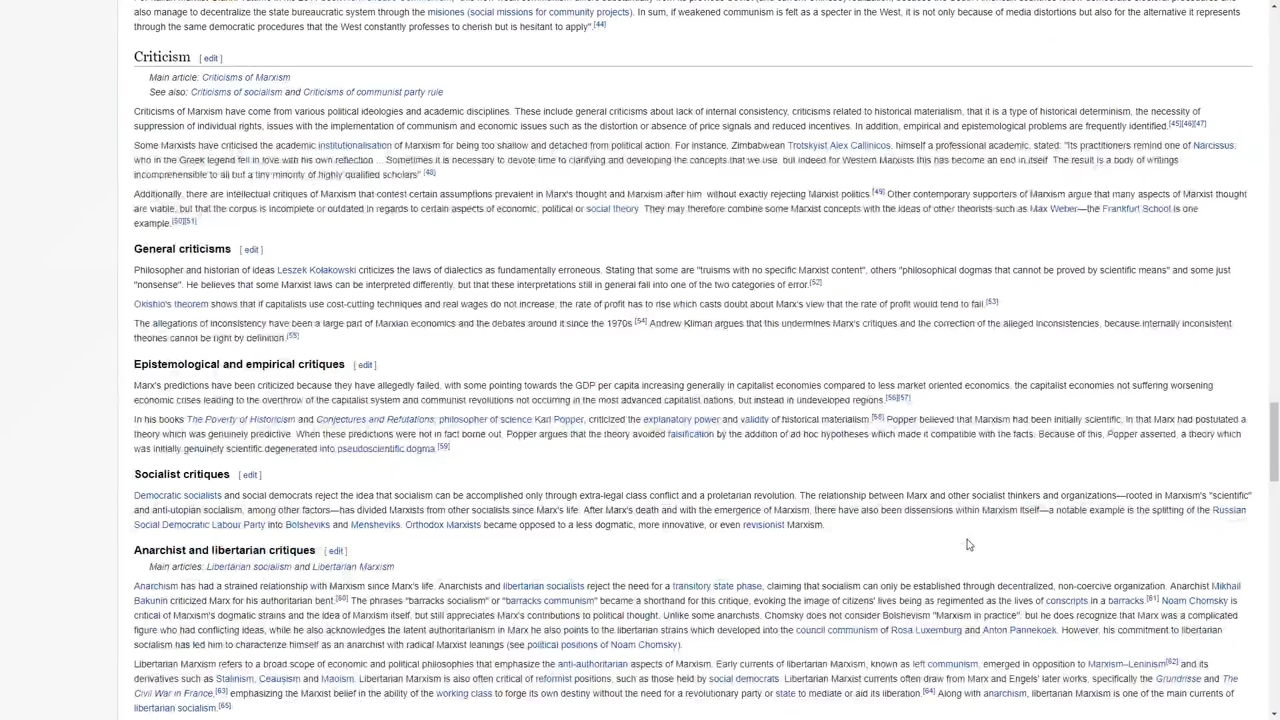 also manage to decentralize the state bureaucratic system through the misiones (social missions for community projects). In sum, if weakened communism is felt as a specter in the West, it is not only because of media distortions but also for the alternative it represents
through the same democratic procedures that the West constantly professes to cherish but is hesitant to apply".[44]
Criticism [ edit ]
Main article: Criticisms of Marxism
See also: Criticisms of socialism and Criticisms of communist party rule
Criticisms of Marxism have come from various political ideologies and academic disciplines. These include general criticisms about lack of internal consistency, criticisms related to historical materialism, that it is a type of historical determinism, the necessity of
suppression of individual rights, issues with the implementation of communism and economic issues such as the distortion or absence of price signals and reduced incentives. In addition, empirical and epistemological problems are frequently identified.[45][46][47]
Some Marxists have criticised the academic institutionalisation of Marxism for being too shallow and detached from political action. For instance, Zimbabwean Trotskyist Alex Callinicos, himself a professional academic, stated: "Its practitioners remind one of Narcissus,
who in the Greek legend fell in love with his own reflection ... Sometimes it is necessary to devote time to clarifying and developing the concepts that we use, but indeed for Western Marxists this has become an end in itself. The result is a body of writings
incomprehensible to all but a tiny minority of highly qualified scholars".[48]
Additionally, there are intellectual critiques of Marxism that contest certain assumptions prevalent in Marx's thought and Marxism after him, without exactly rejecting Marxist politics.[49] Other contemporary supporters of Marxism argue that many aspects of Marxist thought
are viable, but that the corpus is incomplete or outdated in regards to certain aspects of economic, political or social theory. They may therefore combine some Marxist concepts with the ideas of other theorists such as Max Weber—the Frankfurt School is one
example.[50][51]
General criticisms [ edit ]
Philosopher and historian of ideas Leszek Kołakowski criticizes the laws of dialectics as fundamentally erroneous. Stating that some are "truisms with no specific Marxist content", others "philosophical dogmas that cannot be proved by scientific means" and some just
"nonsense". He believes that some Marxist laws can be interpreted differently, but that these interpretations still in general fall into one of the two categories of error.[52]
Okishio's theorem shows that if capitalists use cost-cutting techniques and real wages do not increase, the rate of profit has to rise which casts doubt about Marx's view that the rate of profit would tend to fall.[53]
The allegations of inconsistency have been a large part of Marxian economics and the debates around it since the 1970s.[54] Andrew Kliman argues that this undermines Marx's critiques and the correction of the alleged inconsistencies, because internally inconsistent
theories cannot be right by definition.[55]
Epistemological and empirical critiques [ edit ]
Marx's predictions have been criticized because they have allegedly failed, with some pointing towards the GDP per capita increasing generally in capitalist economies compared to less market oriented economics, the capitalist economies not suffering worsening
economic crises leading to the overthrow of the capitalist system and communist revolutions not occurring in the most advanced capitalist nations, but instead in undeveloped regions.[56][57]
In his books The Poverty of Historicism and Conjectures and Refutations, philosopher of science Karl Popper, criticized the explanatory power and validity of historical materialism.[58] Popper believed that Marxism had been initially scientific, in that Marx had postulated a
theory which was genuinely predictive. When these predictions were not in fact borne out, Popper argues that the theory avoided falsification by the addition of ad hoc hypotheses which made it compatible with the facts. Because of this, Popper asserted, a theory which
was initially genuinely scientific degenerated into pseudoscientific dogma.[59]
Socialist critiques [ edit ]
Democratic socialists and social democrats reject the idea that socialism can be accomplished only through extra-legal class conflict and a proletarian revolution. The relationship between Marx and other socialist thinkers and organizations—rooted in Marxism's "scientific"
and anti-utopian socialism, among other factors—has divided Marxists from other socialists since Marx's life. After Marx's death and with the emergence of Marxism, there have also been dissensions within Marxism itself—a notable example is the splitting of the Russian
Social Democratic Labour Party into Bolsheviks and Mensheviks. Orthodox Marxists became opposed to a less dogmatic, more innovative, or even revisionist Marxism.
Anarchist and libertarian critiques [ edit ]
Main articles: Libertarian socialism and Libertarian Marxism
Anarchism has had a strained relationship with Marxism since Marx's life. Anarchists and libertarian socialists reject the need for a transitory state phase, claiming that socialism can only be established through decentralized, non-coercive organization. Anarchist Mikhail
Bakunin criticized Marx for his authoritarian bent.[60] The phrases "barracks socialism" or "barracks communism" became a shorthand for this critique, evoking the image of citizens' lives being as regimented as the lives of conscripts in a barracks.[61] Noam Chomsky is
critical of Marxism's dogmatic strains and the idea of Marxism itself, but still appreciates Marx's contributions to political thought. Unlike some anarchists, Chomsky does not consider Bolshevism "Marxism in practice", but he does recognize that Marx was a complicated
figure who had conflicting ideas, while he also acknowledges the latent authoritarianism in Marx he also points to the libertarian strains which developed into the council communism of Rosa Luxemburg and Anton Pannekoek. However, his commitment to libertarian
socialism has led him to characterize himself as an anarchist with radical Marxist leanings (see political positions of Noam Chomsky).
Libertarian Marxism refers to a broad scope of economic and political philosophies that emphasize the anti-authoritarian aspects of Marxism. Early currents of libertarian Marxism, known as left communism, emerged in opposition to Marxism–Leninism[62] and its
derivatives such as Stalinism, Ceausism and Maoism. Libertarian Marxism is also often critical of reformist positions, such as those held by social democrats. Libertarian Marxist currents often draw from Marx and Engels' later works, specifically the Grundrisse and The
Civil War in France,[63] emphasizing the Marxist belief in the ability of the working class to forge its own destiny without the need for a revolutionary party or state to mediate or aid its liberation.[64] Along with anarchism, libertarian Marxism is one of the main currents of
libertarian socialism.[65]